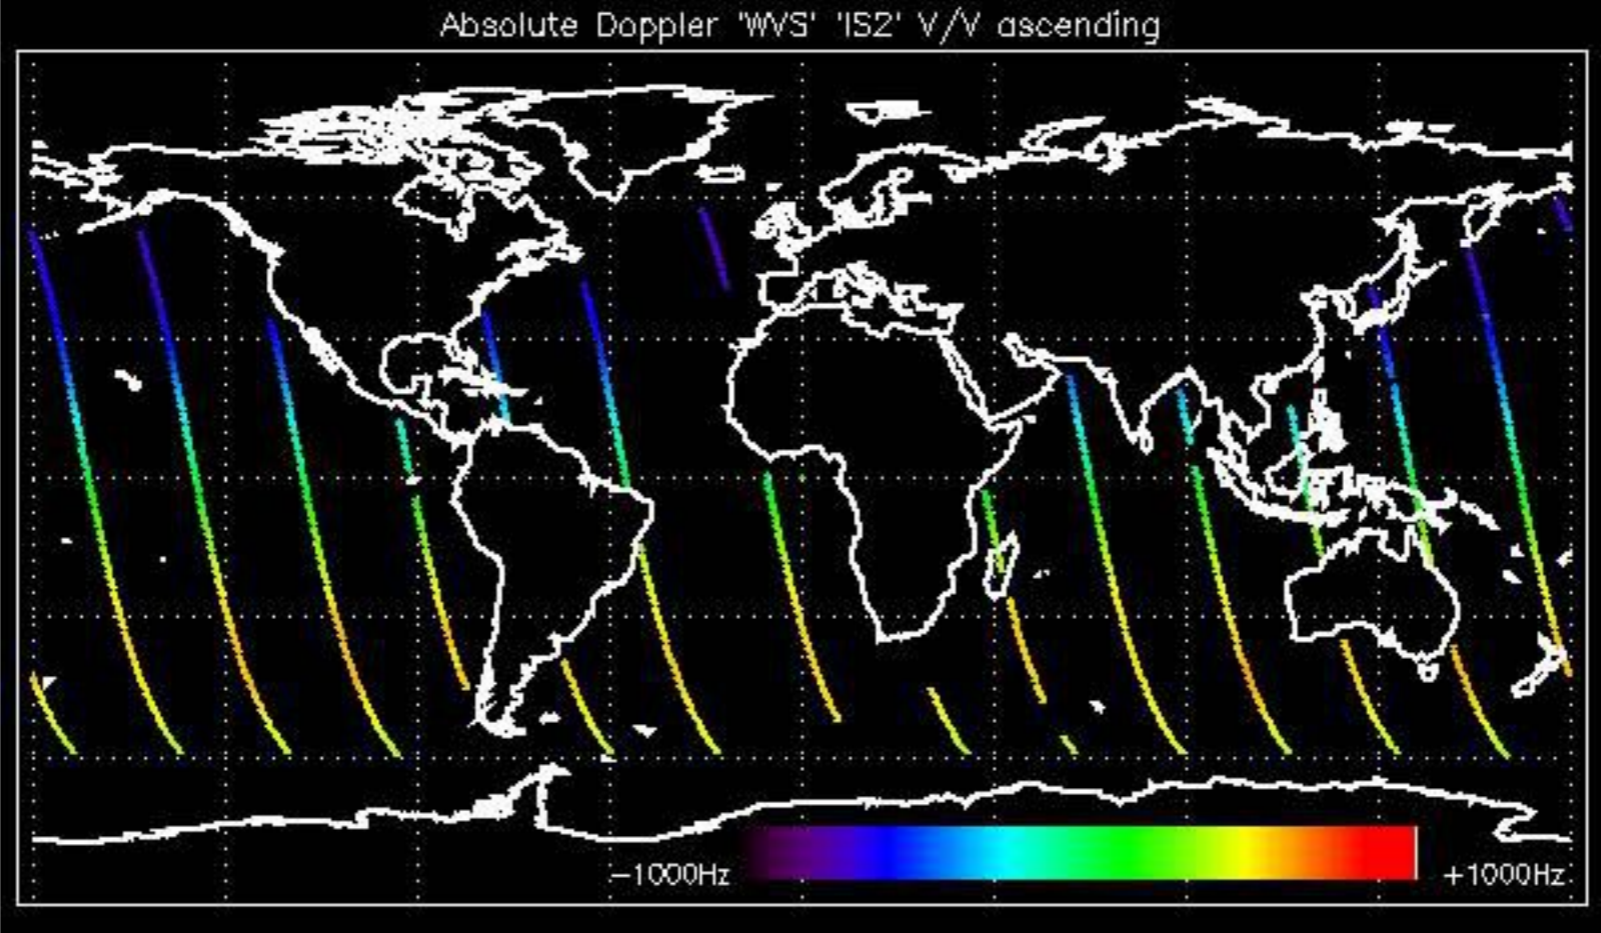 Absolute Doppler 'WVS' 'IS2' V/V ascending
-1000Hz +1000Hz